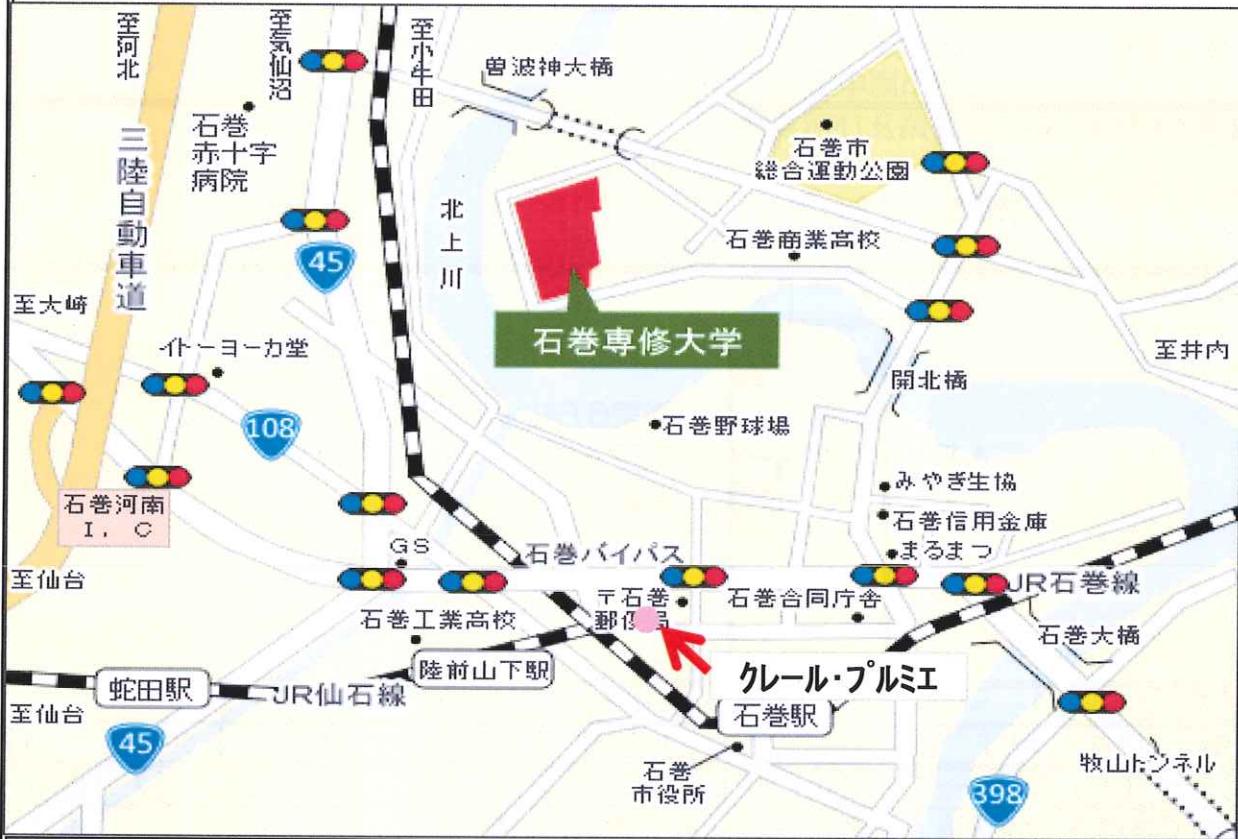 至河北
至気仙沼
至小牛田
曽波神大橋
三陸自動車道
石巻
赤十字
病院
石巻市
総合運動公園
北上川
石巻商業高校
45
至大崎
石巻専修大学
イトーヨーカ堂
至井内
開北橋
108
石巻野球場
みやぎ生協
石巻河南
I. C
石巻信用金庫
まるまつ
GS
石巻バイパス
至仙台
JR石巻線
〒石巻
郵便局
石巻合同庁舎
石巻工業高校
石巻大橋
陸前山下駅
クレール・プルミエ
蛇田駅
JR仙石線
石巻駅
至仙台
45
石巻
市役所
牧山トンネル
398